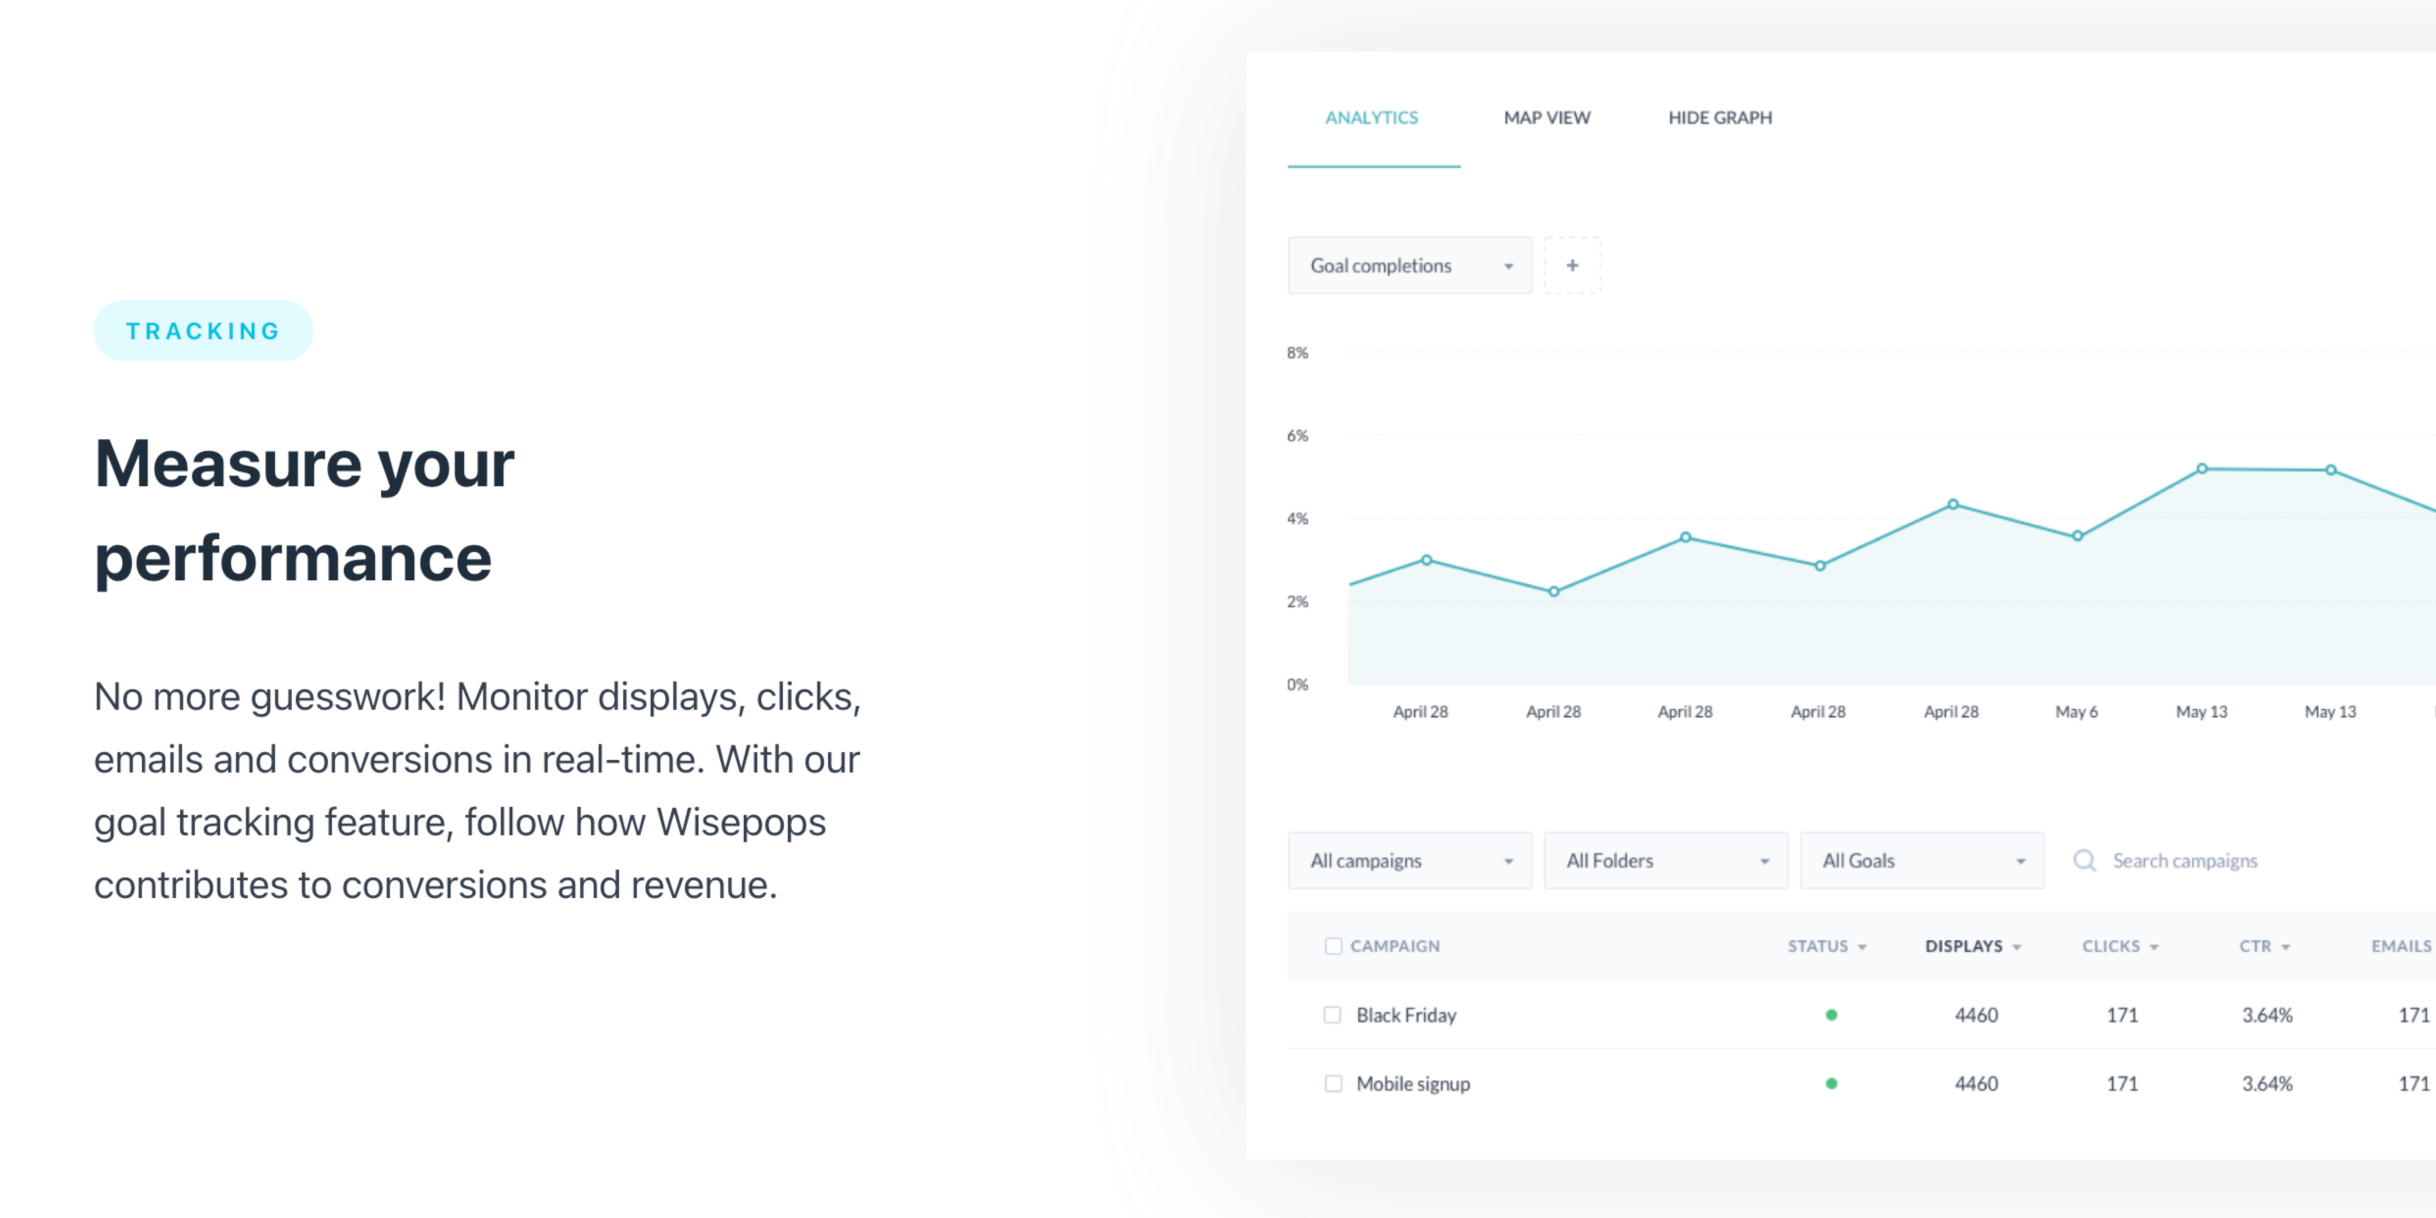 TRACKING
Measure your
performance
No more guesswork! Monitor displays, clicks,
emails and conversions in real-time. With our
goal tracking feature, follow how Wisepops
contributes to conversions and revenue.
ANALYTICS MAP VIEW HIDE GRAPH
Goal completions +
8%
6%
4%
2%
0%
April 28 April 28 April 28 April 28 April 28 May 6 May 13 May 13
All campaigns All Folders All Goals Search campaigns
CAMPAIGN STATUS DISPLAYS CLICKS CTR EMAILS
Black Friday 4460 171 3.64% 171
Mobile signup 4460 171 3.64% 171